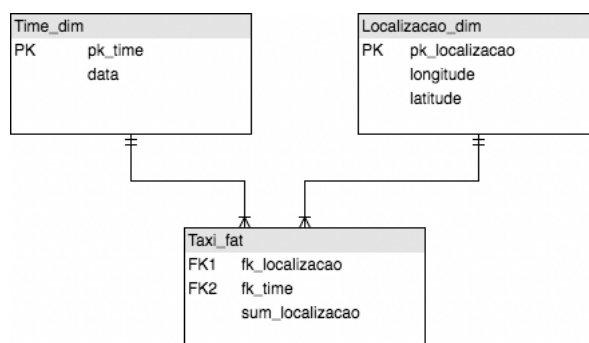 Time_dim
PK pk_time
data
Localizacao_dim
PK pk_localizacao
longitude
latitude
Taxi_fat
FK1 fk_localizacao
FK2 fk_time
sum_localizacao